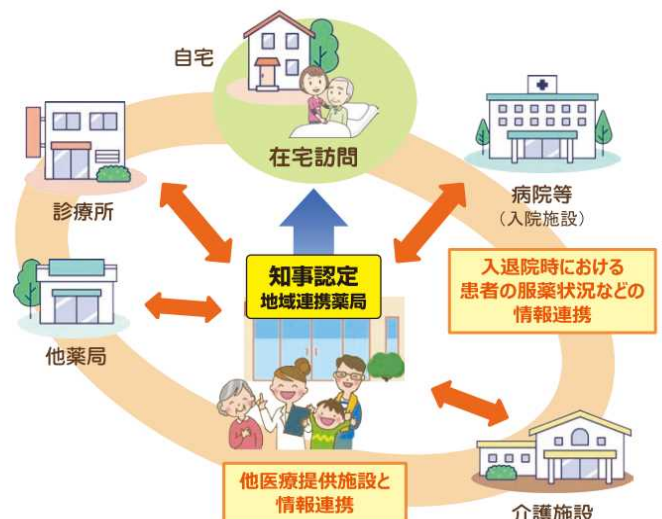 自宅
在宅訪問
診療所
病院等
（入院施設）
知事認定
地域連携薬局
入退院時における
患者の服薬状況などの
情報連携
他薬局
他医療提供施設と
情報連携
介護施設